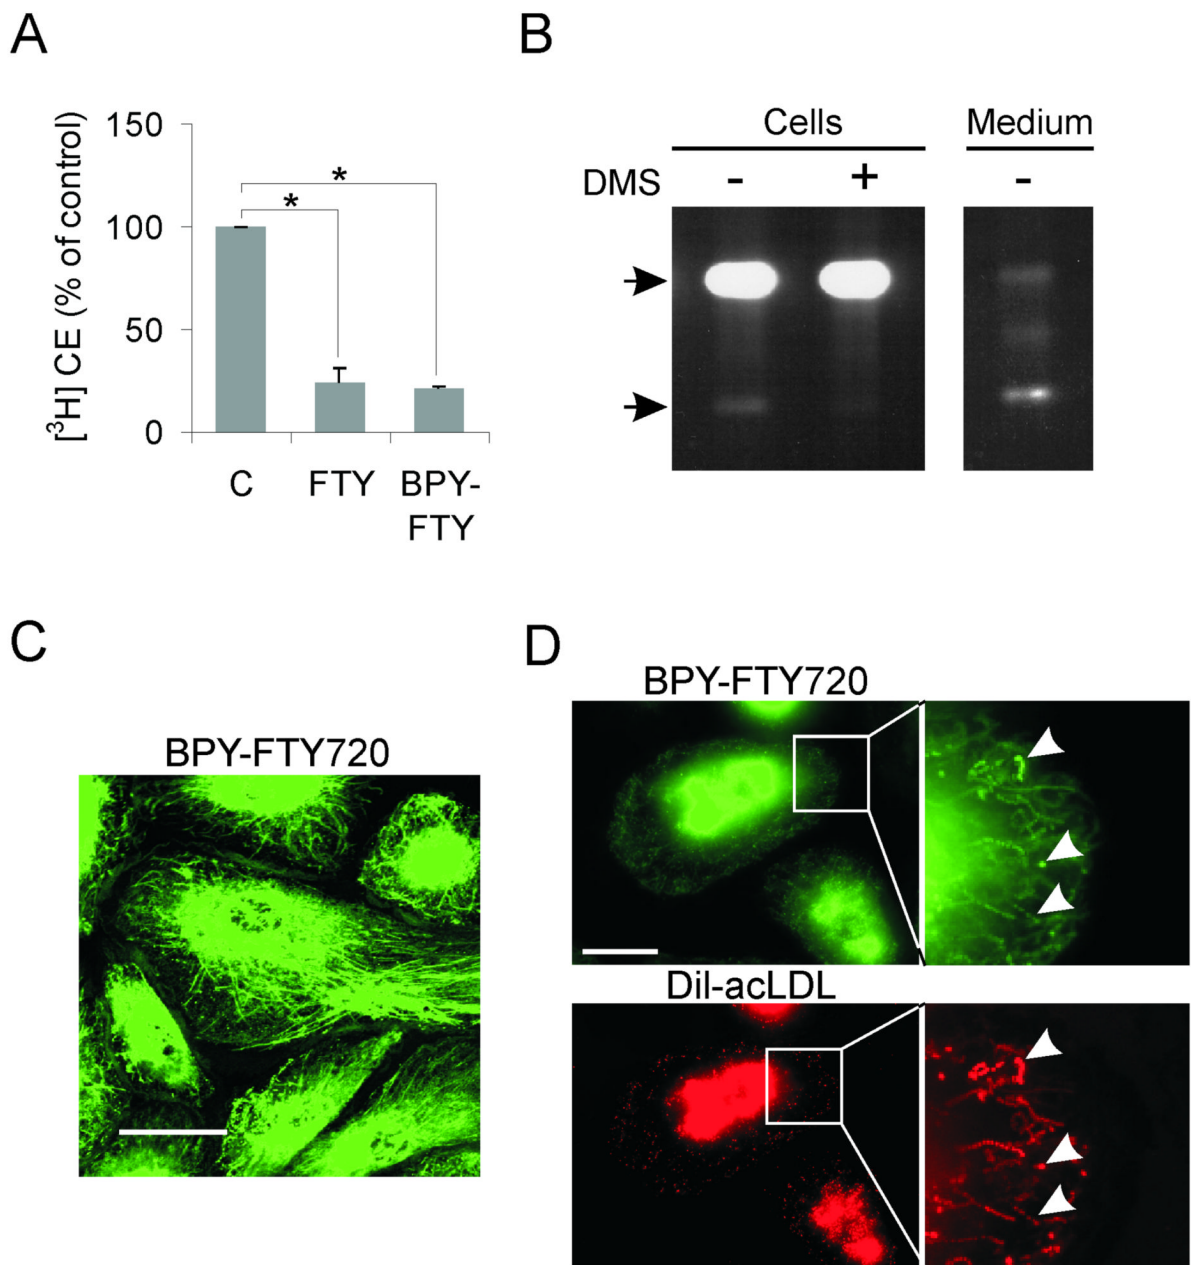 A
[³H] CE (% of control)
150
100
50
0
*
*
C
FTY
BPY-
FTY
B
Cells
Medium
DMS
-
+
-
C
BPY-FTY720
D
BPY-FTY720
DiI-acLDL